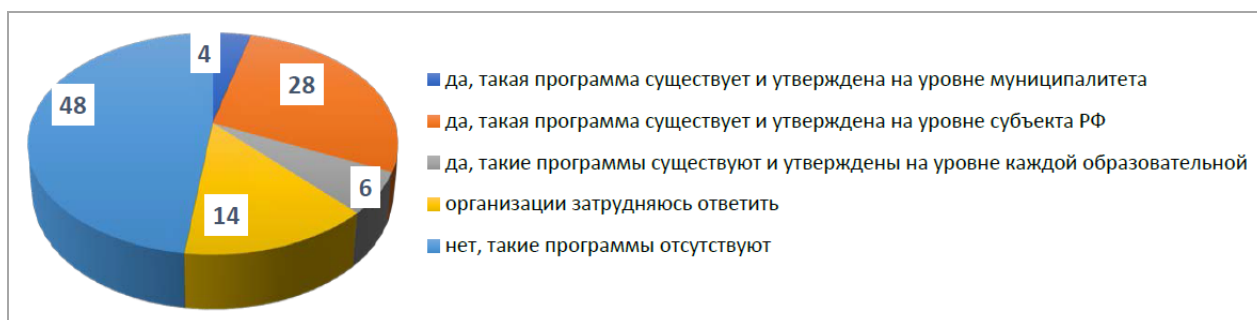 4
28
48
6
14
да, такая программа существует и утверждена на уровне муниципалитета
да, такая программа существует и утверждена на уровне субъекта РФ
да, такие программы существуют и утверждены на уровне каждой образовательной
организации затрудняюсь ответить
нет, такие программы отсутствуют